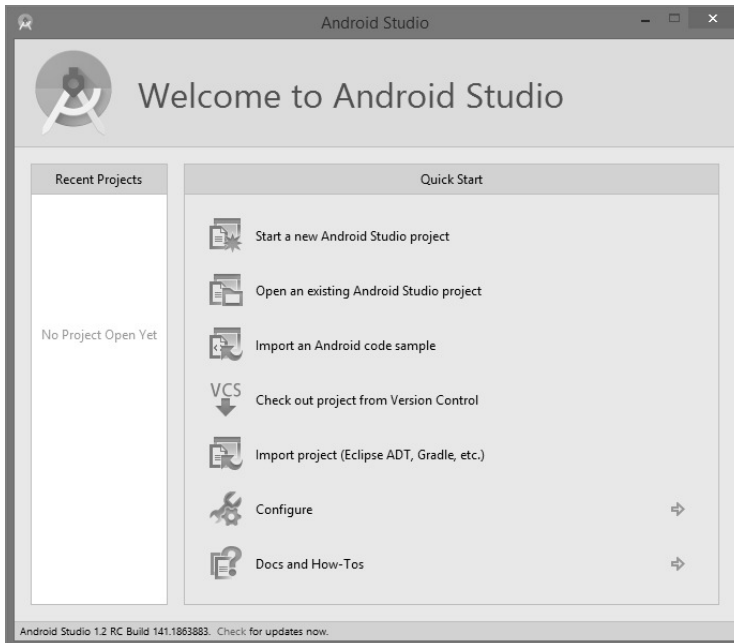 Android Studio
Welcome to Android Studio
Recent Projects
No Project Open Yet
Quick Start
Start a new Android Studio project
Open an existing Android Studio project
Import an Android code sample
VCS
Check out project from Version Control
Import project (Eclipse ADT, Gradle, etc.)
Configure
Docs and How-Tos
Android Studio 1.2 RC Build 141.1863883. Check for updates now.